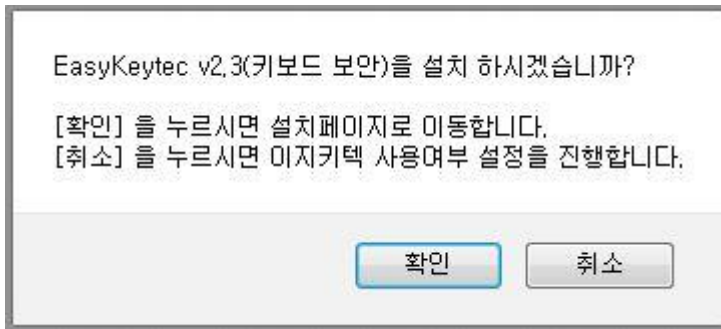 EasyKeytec v2,3(키보드 보안)을 설치 하시겠습니까?
[확인] 을 누르시면 설치페이지로 이동합니다,
[취소] 을 누르시면 이지키텍 사용여부 설정을 진행합니다,
확인
취소